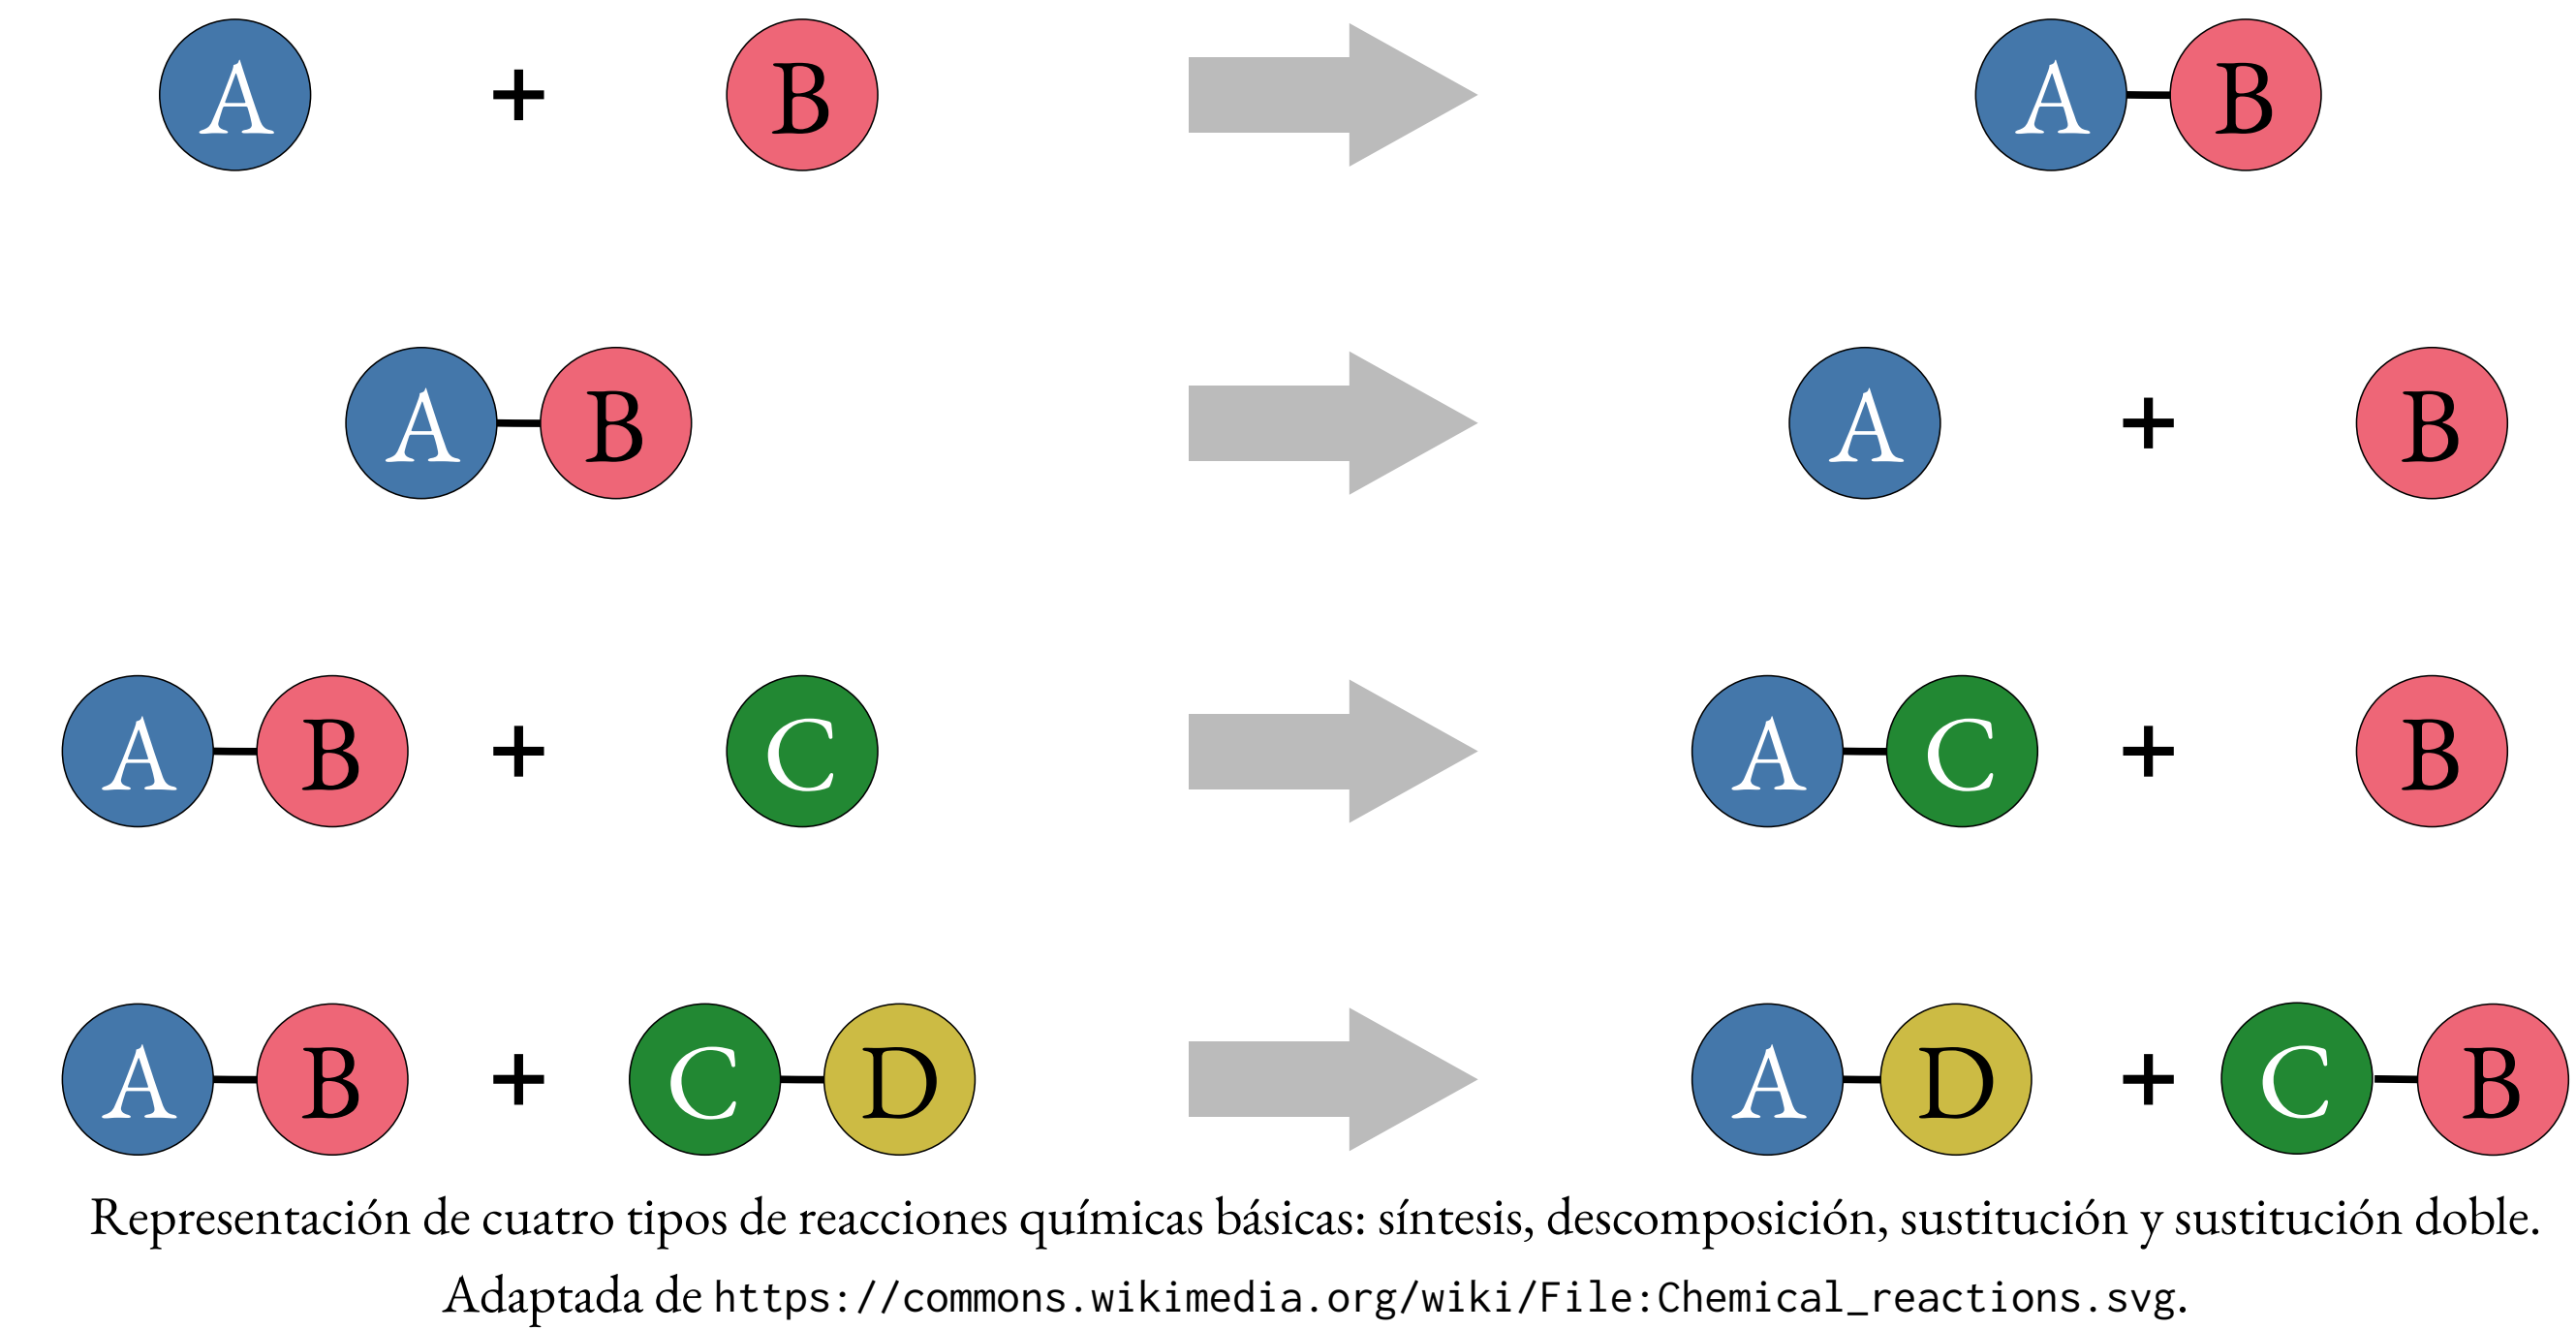 A + B A B
A B A + B
A B + C A C + B
A B + C D A D + C B
Representación de cuatro tipos de reacciones químicas básicas: síntesis, descomposición, sustitución y sustitución doble.
Adaptada de https://commons.wikimedia.org/wiki/File:Chemical_reactions.svg.